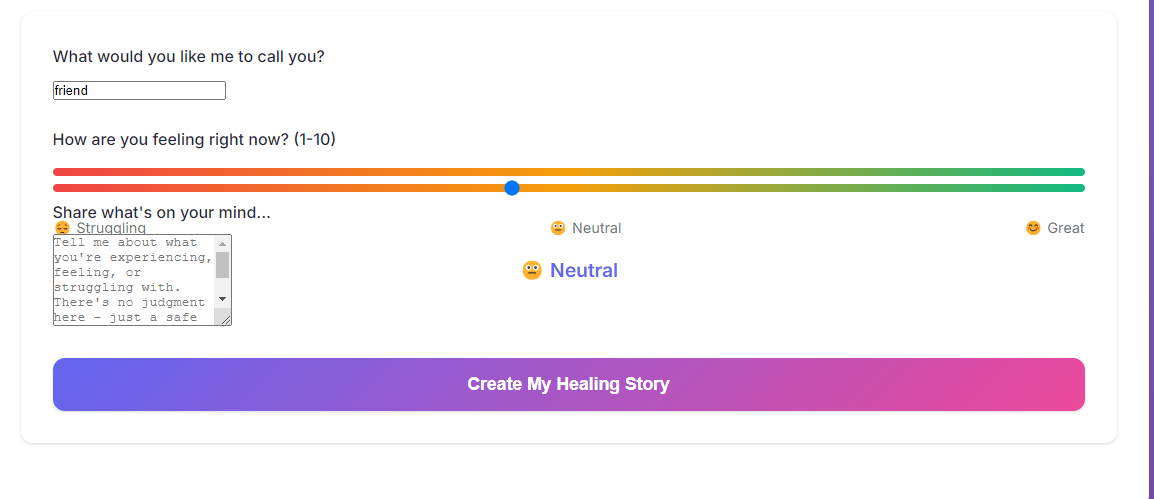 What would you like me to call you?
friend
How are you feeling right now? (1-10)
Share what's on your mind...
😔 Struggling
😐 Neutral
😊 Great
Tell me about what
you're experiencing,
feeling, or
struggling with.
There's no judgment
here - just a safe
😐 Neutral
Create My Healing Story